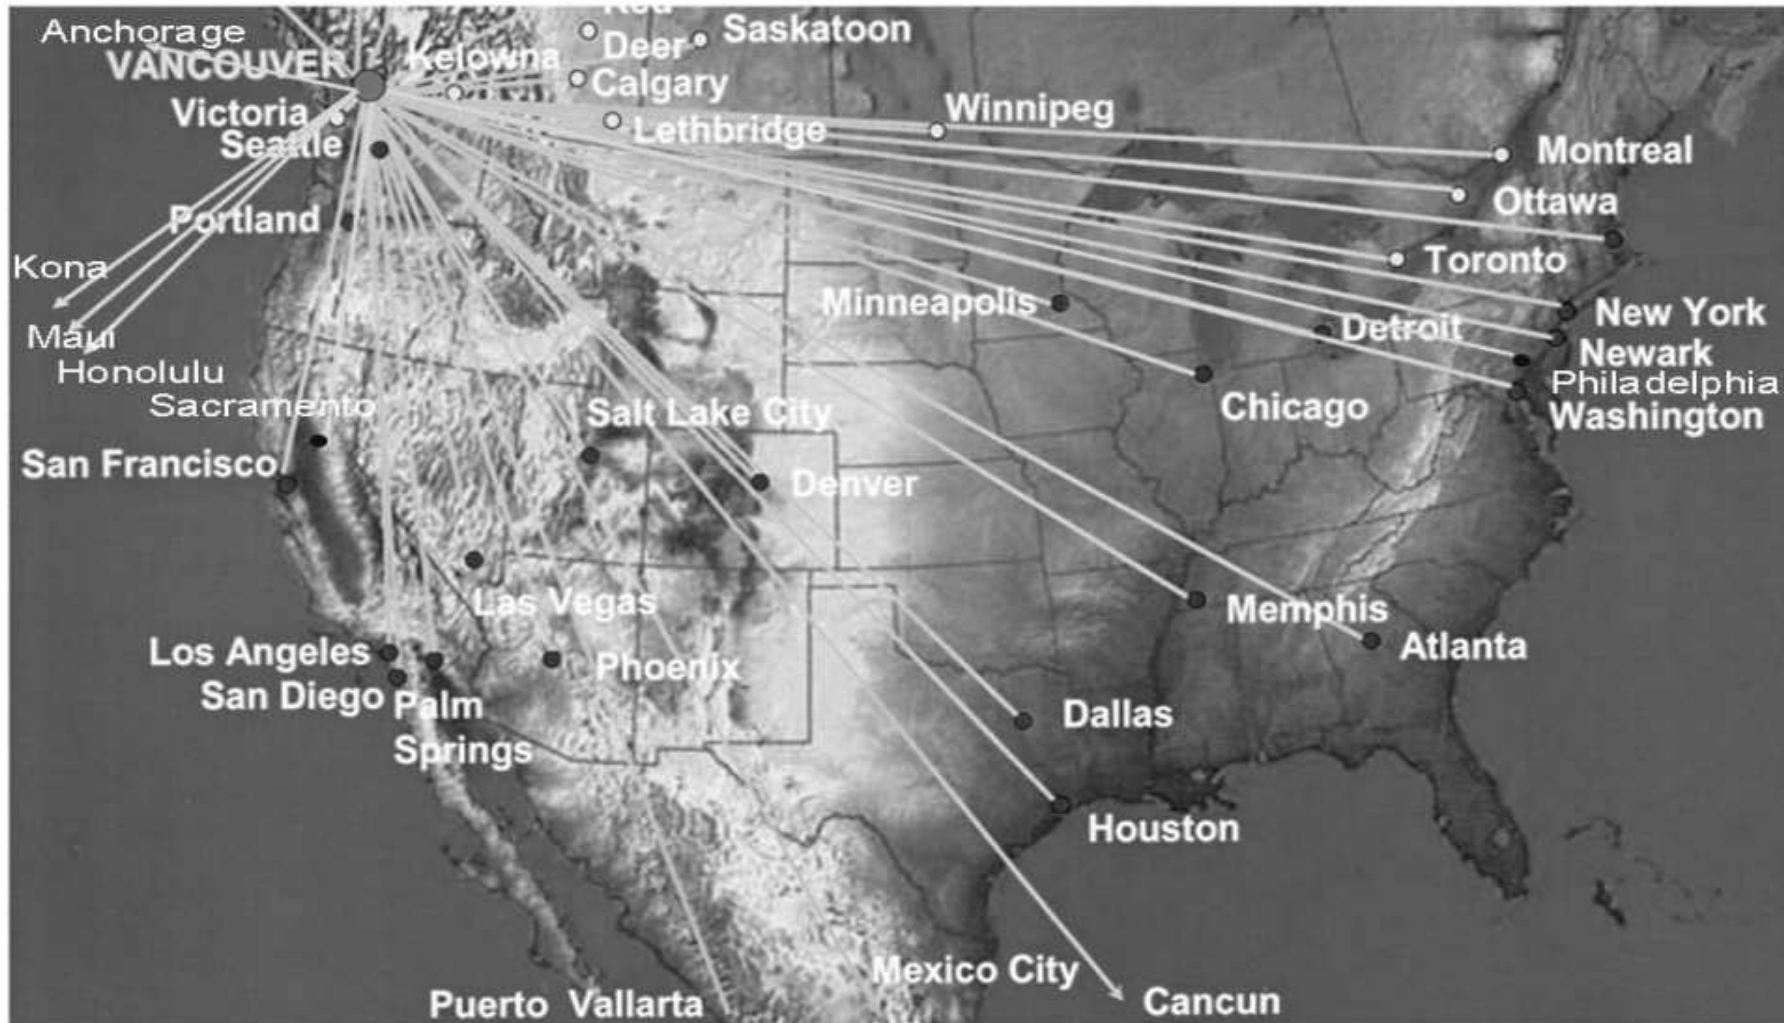 Red
Anchorage
Saskatoon
Deer
VANCOUVER
Kelowna
Calgary
Victoria
Winnipeg
Lethbridge
Seattle
Montreal
Ottawa
Portland
Kona
Toronto
Minneapolis
New York
Detroit
Maui
Newark
Honolulu
Philadelphia
Sacramento
Salt Lake City
Chicago
Washington
San Francisco
Denver
Las Vegas
Memphis
Los Angeles
Phoenix
Atlanta
San Diego
Palm
Springs
Dallas
Houston
Mexico City
Puerto Vallarta
Cancun